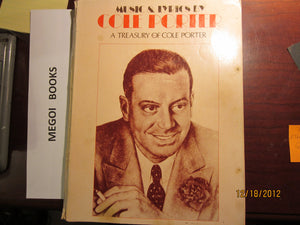 MUSIC & LYRICS BY
COLE PORTER
A TREASURY OF COLE PORTER
MEGOI BOOKS
12/18/2012